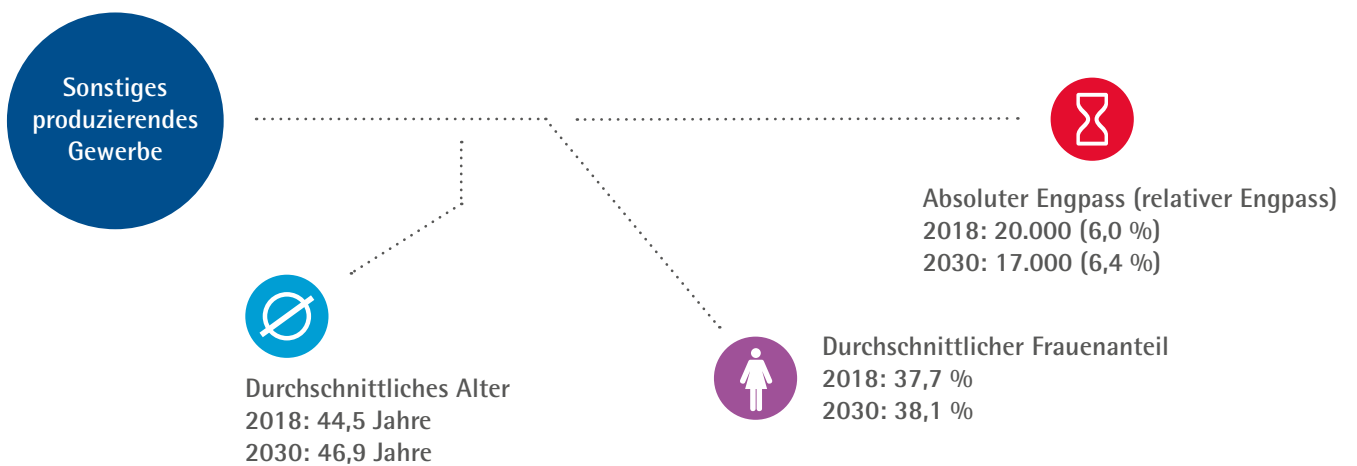 Sonstiges
produzierendes
Gewerbe
Absoluter Engpass (relativer Engpass)
2018: 20.000 (6,0 %)
2030: 17.000 (6,4 %)
Durchschnittliches Alter
2018: 44,5 Jahre
2030: 46,9 Jahre
Durchschnittlicher Frauenanteil
2018: 37,7 %
2030: 38,1 %